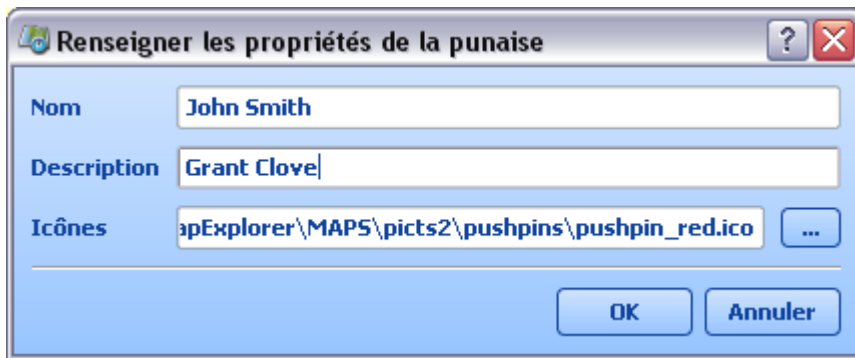 Renseigner les propriétés de la punaise ?
Nom John Smith
Description Grant Clove
Icônes apExplorer\MAPS\picts2\pushpins\pushpin_red.ico ...
OK Annuler